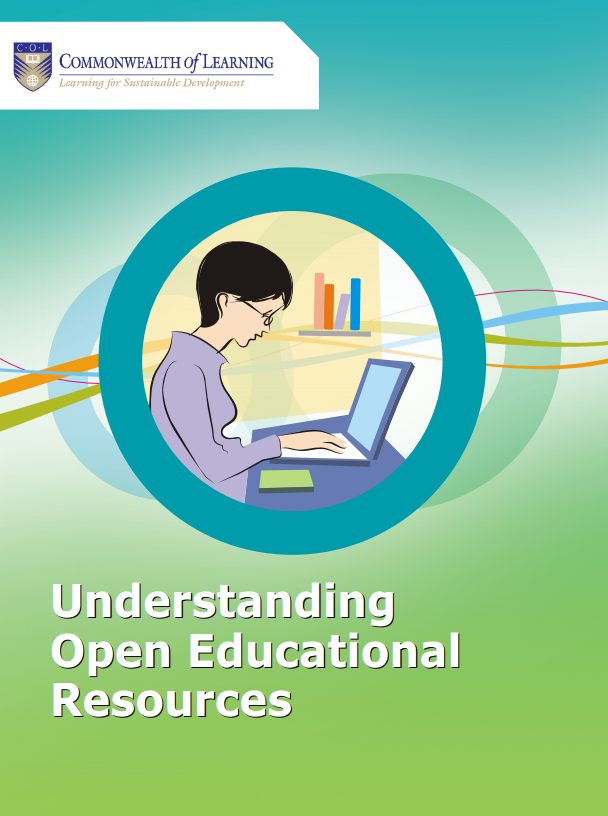 C·O·L
COMMONWEALTH of LEARNING
Learning for Sustainable Development
Understanding
Open Educational
Resources